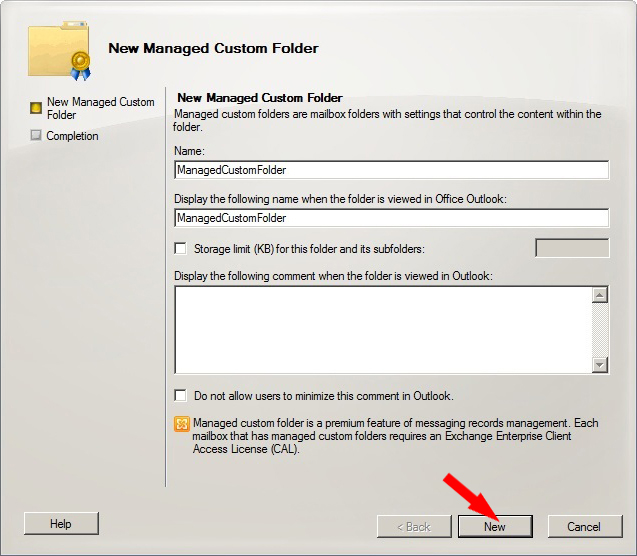 New Managed Custom Folder
New Managed Custom
Folder
Completion
New Managed Custom Folder
Managed custom folders are mailbox folders with settings that control the content within the
folder.
Name:
ManagedCustomFolder
Display the following name when the folder is viewed in Office Outlook:
ManagedCustomFolder
Storage limit (KB) for this folder and its subfolders:
Display the following comment when the folder is viewed in Outlook:
Do not allow users to minimize this comment in Outlook.
Managed custom folder is a premium feature of messaging records management. Each
mailbox that has managed custom folders requires an Exchange Enterprise Client
Access License (CAL).
Help
< Back
New
Cancel